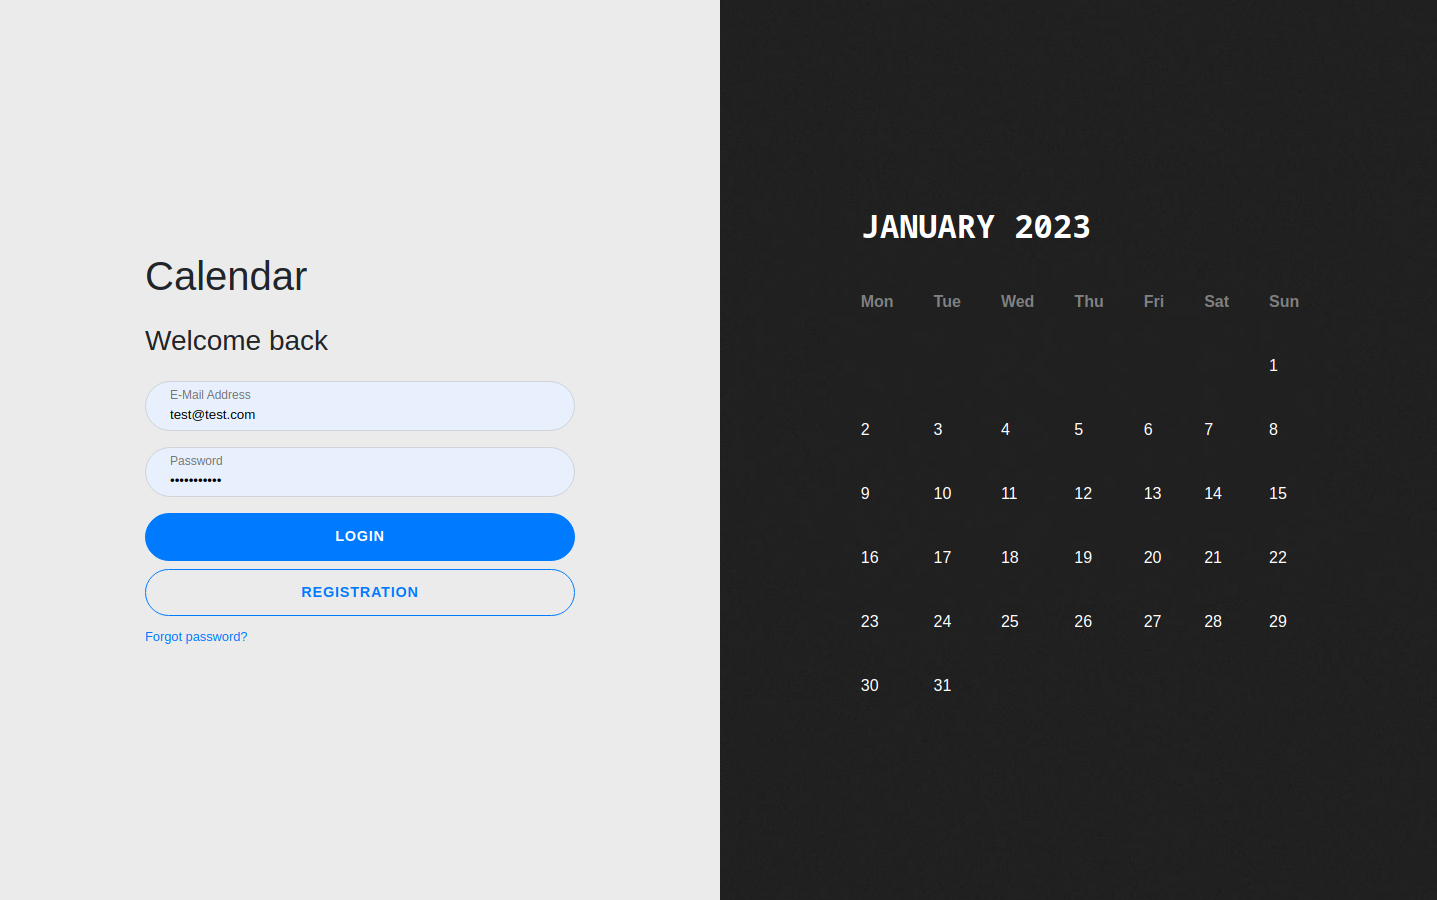 Calendar
Welcome back
E-Mail Address
test@test.com
Password
•••••••••••
LOGIN
REGISTRATION
Forgot password?
JANUARY 2023
Mon Tue Wed Thu Fri Sat Sun
1
2 3 4 5 6 7 8
9 10 11 12 13 14 15
16 17 18 19 20 21 22
23 24 25 26 27 28 29
30 31